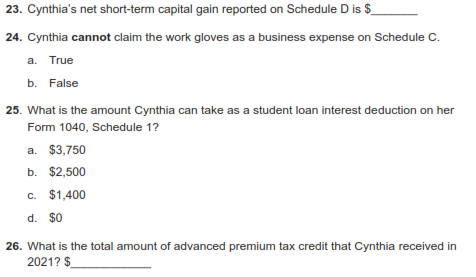 23. Cynthia's net short-term capital gain reported on Schedule D is $_______
24. Cynthia cannot claim the work gloves as a business expense on Schedule C.
a. True
b. False
25. What is the amount Cynthia can take as a student loan interest deduction on her
Form 1040, Schedule 1?
a. $3,750
b. $2,500
c. $1,400
d. $0
26. What is the total amount of advanced premium tax credit that Cynthia received in
2021? $____________